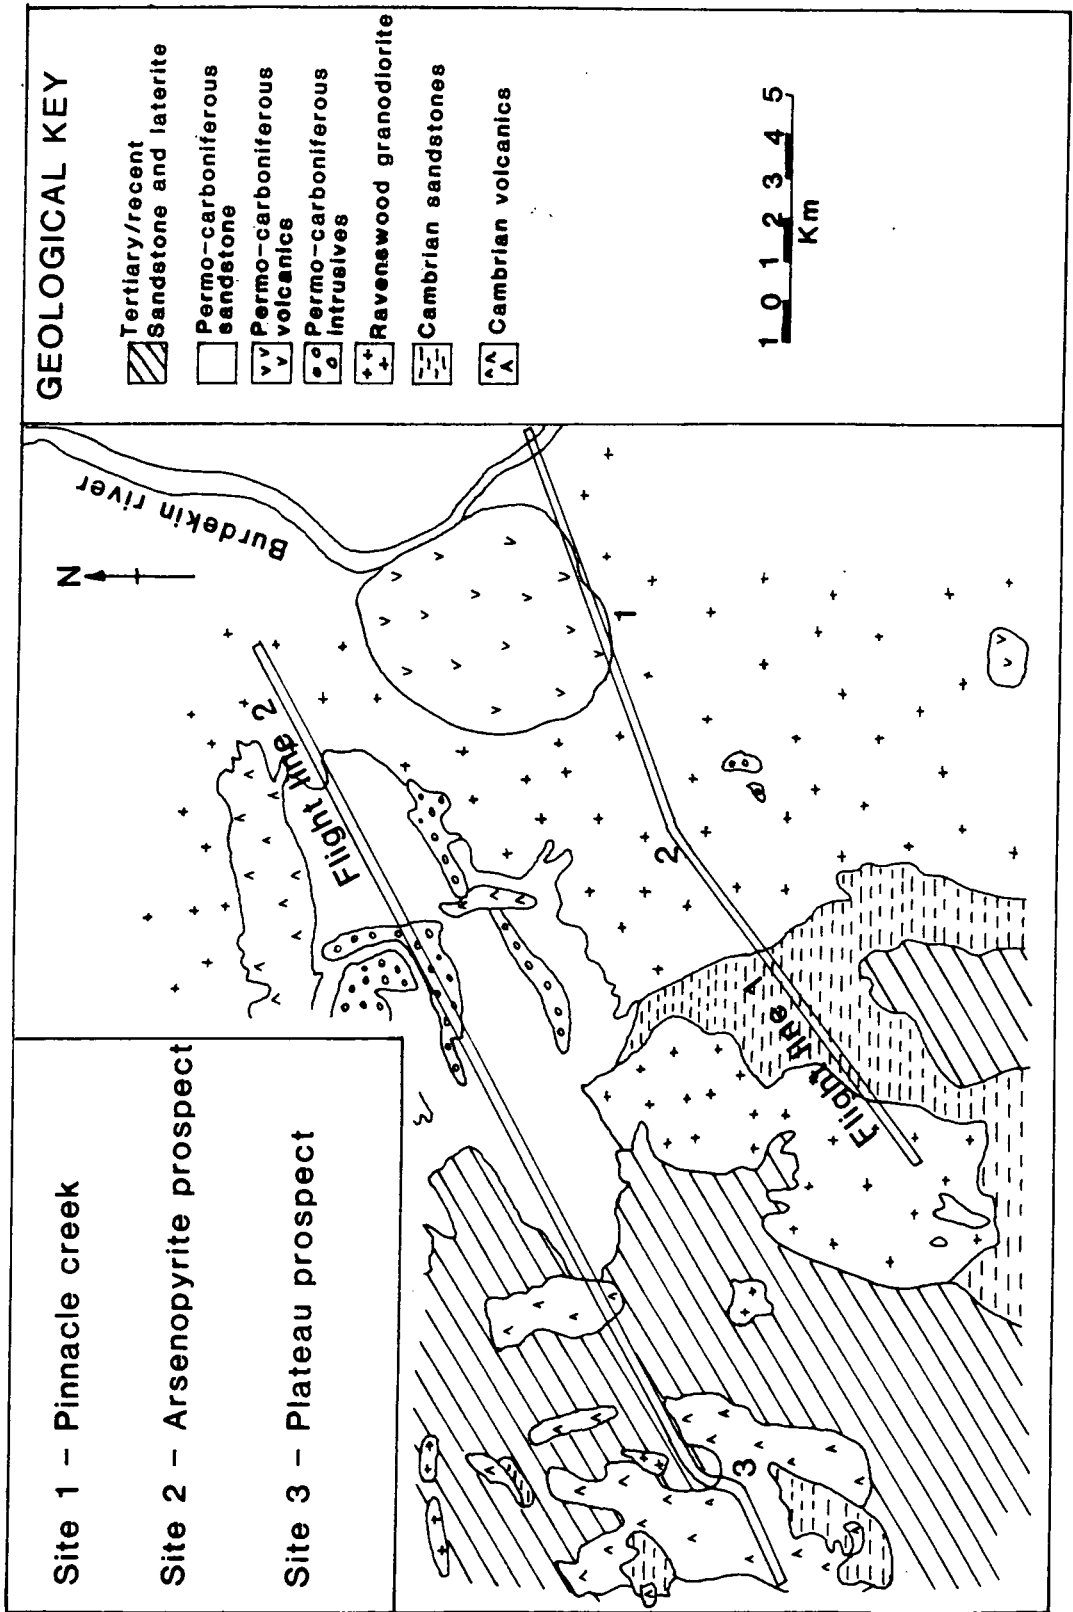 Site 1 - Pinnacle creek
Site 2 - Arsenopyrite prospect
Site 3 - Plateau prospect
N
Burdekin river
Flight line 2
Flight line 1
1
2
3
GEOLOGICAL KEY
Tertiary/recent
Sandstone and laterite
Permo-carboniferous
sandstone
Permo-carboniferous
volcanics
Permo-carboniferous
intrusives
Ravenswood granodiorite
Cambrian sandstones
Cambrian volcanics
1 0 1 2 3 4 5
Km